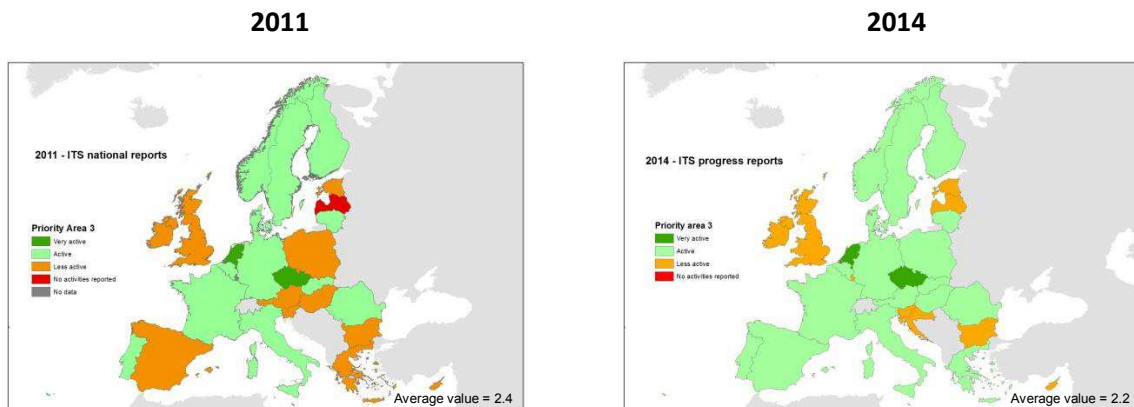 2011
2014
2011 - ITS national reports
Priority Area 3
Very active
Active
Less active
No activities reported
No data
Average value = 2.4
2014 - ITS progress reports
Priority area 3
Very active
Active
Less active
No activities reported
Average value = 2.2